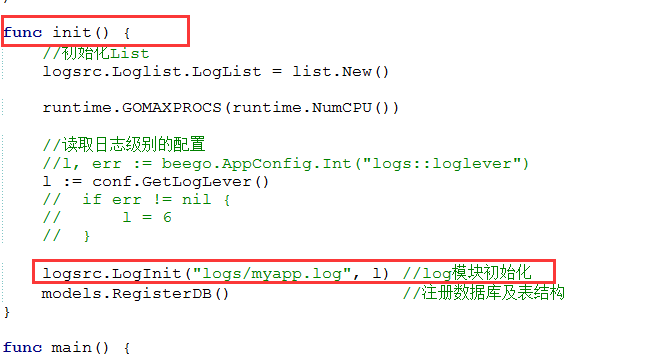 func init() {
//初始化List
logsrc.Loglist.LogList = list.New()
runtime.GOMAXPROCS(runtime.NumCPU())
//读取日志级别的配置
//l, err := beego.AppConfig.Int("logs::loglever")
l := conf.GetLogLever()
// if err != nil {
// l = 6
// }
logsrc.LogInit("logs/myapp.log", l) //log模块初始化
models.RegisterDB() //注册数据库及表结构
}
func main() {